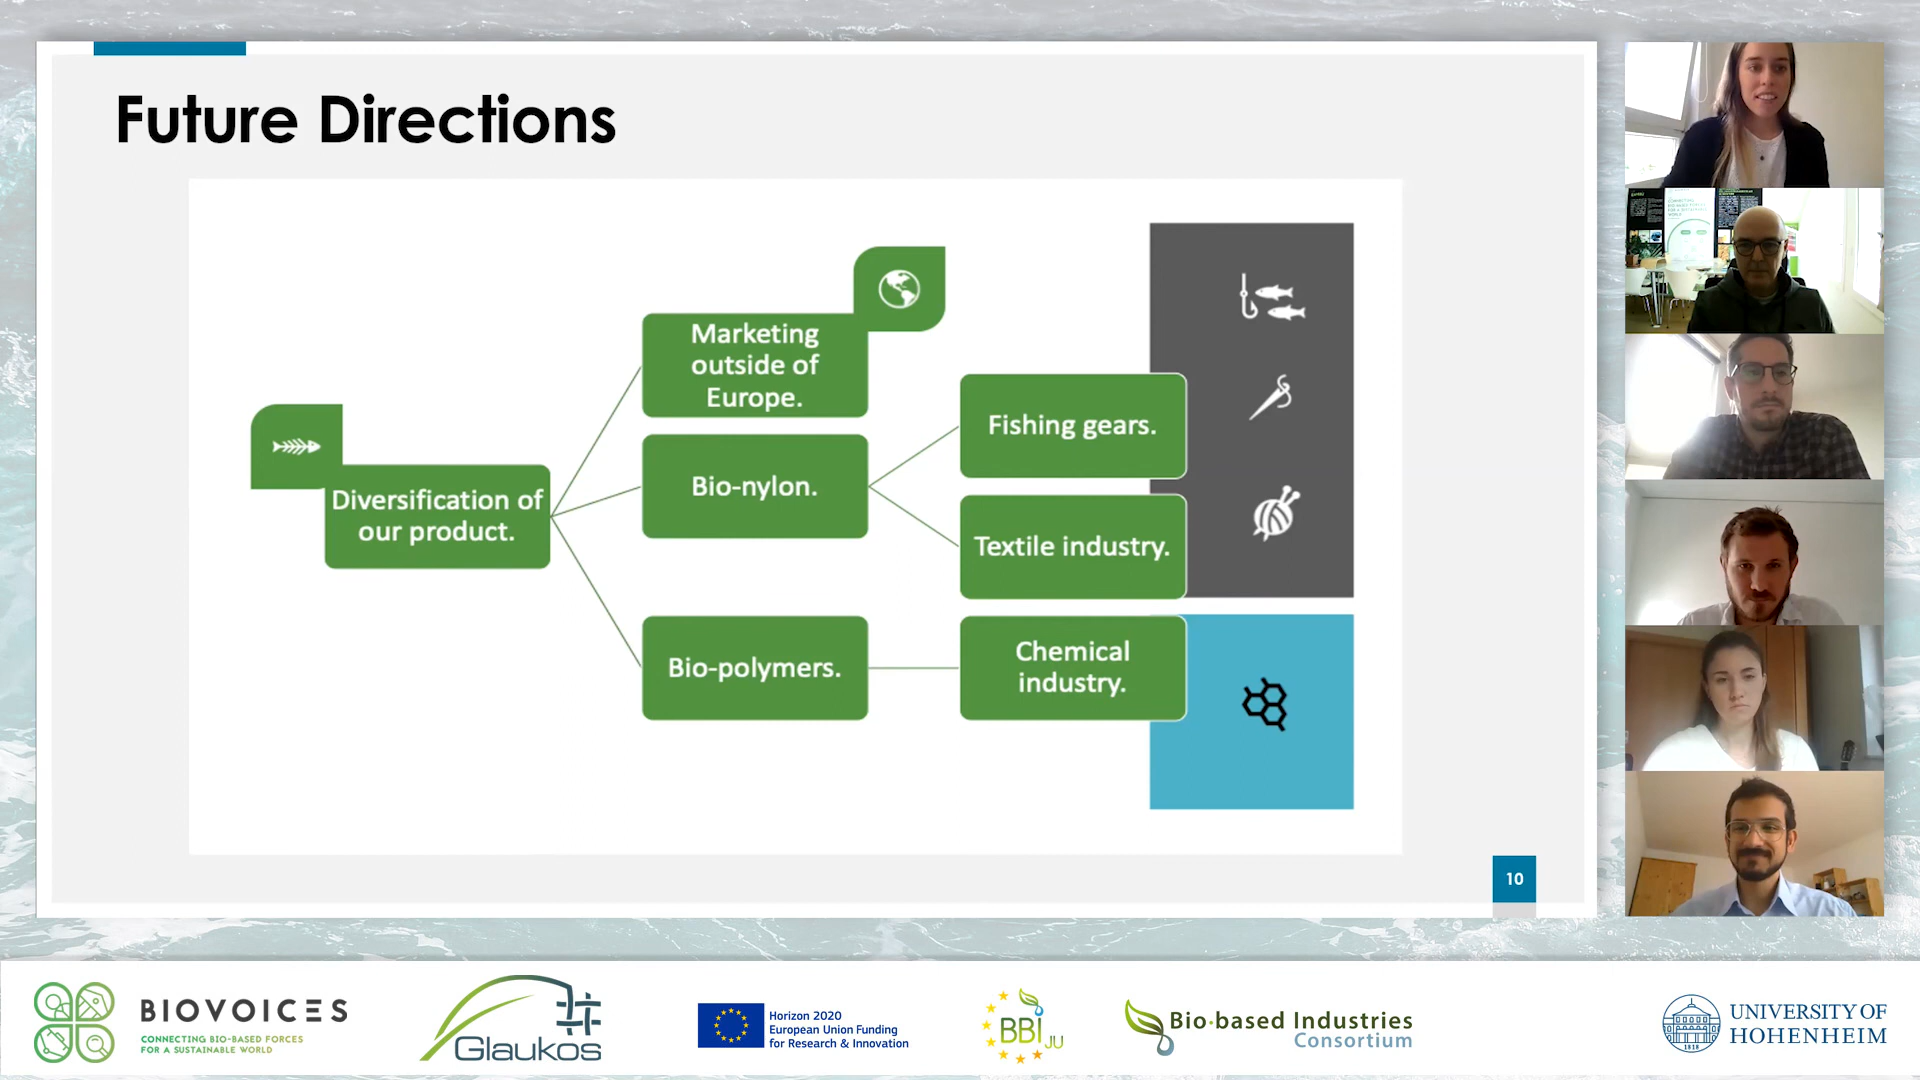 Future Directions
Marketing
outside of
Europe.
Fishing gears.
Diversification of
our product.
Bio-nylon.
Textile industry.
Bio-polymers.
Chemical
industry.
10
BIOVOICES
CONNECTING BIO-BASED FORCES
FOR A SUSTAINABLE WORLD
Glaukos
Horizon 2020
European Union Funding
for Research & Innovation
BBI JU
Bio-based Industries
Consortium
1818
UNIVERSITY OF
HOHENHEIM